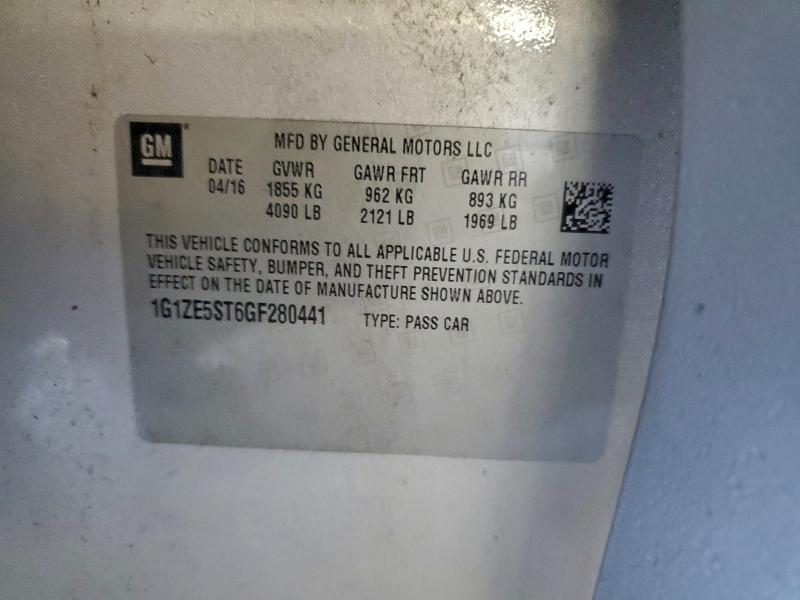 GM®
MFD BY GENERAL MOTORS LLC
DATE GVWR GAWR FRT GAWR RR
04/16 1855 KG 962 KG 893 KG
4090 LB 2121 LB 1969 LB
THIS VEHICLE CONFORMS TO ALL APPLICABLE U.S. FEDERAL MOTOR
VEHICLE SAFETY, BUMPER, AND THEFT PREVENTION STANDARDS IN
EFFECT ON THE DATE OF MANUFACTURE SHOWN ABOVE.
1G1ZE5ST6GF280441 TYPE: PASS CAR